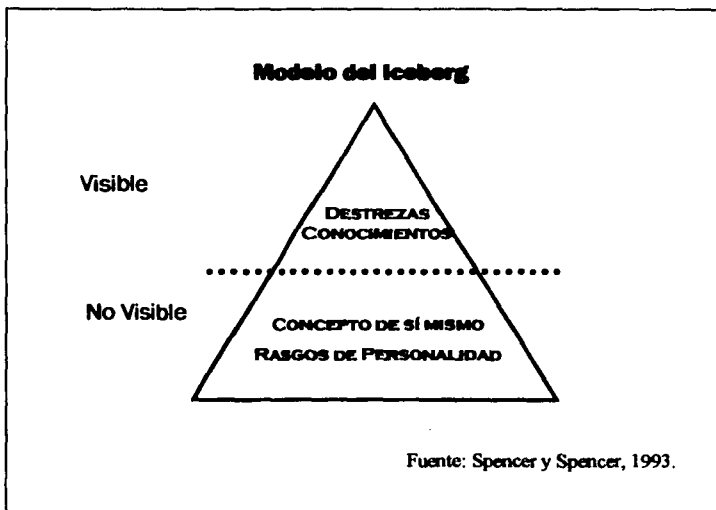 Modelo del Iceberg
Visible
DESTREZAS
CONOCIMIENTOS
No Visible
CONCEPTO DE SÍ MISMO
RASGOS DE PERSONALIDAD
Fuente: Spencer y Spencer, 1993.